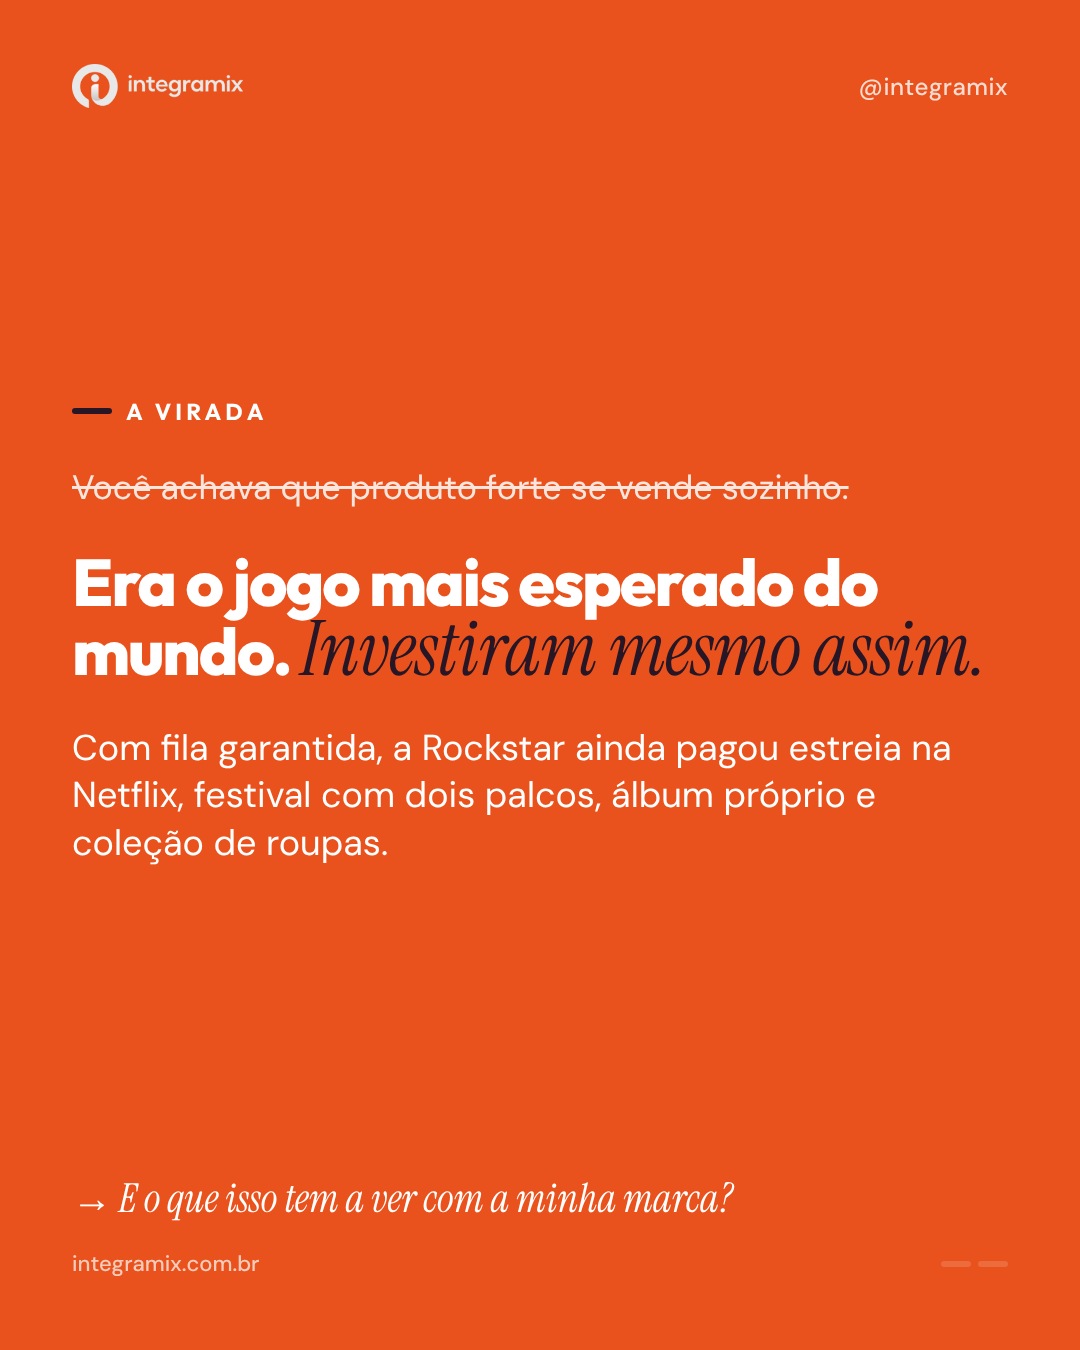 integramix
@integramix
A VIRADA
Você achava que produto forte se vende sozinho.
Era o jogo mais esperado do
mundo. Investiram mesmo assim.
Com fila garantida, a Rockstar ainda pagou estreia na
Netflix, festival com dois palcos, álbum próprio e
coleção de roupas.
→ E o que isso tem a ver com a minha marca?
integramix.com.br